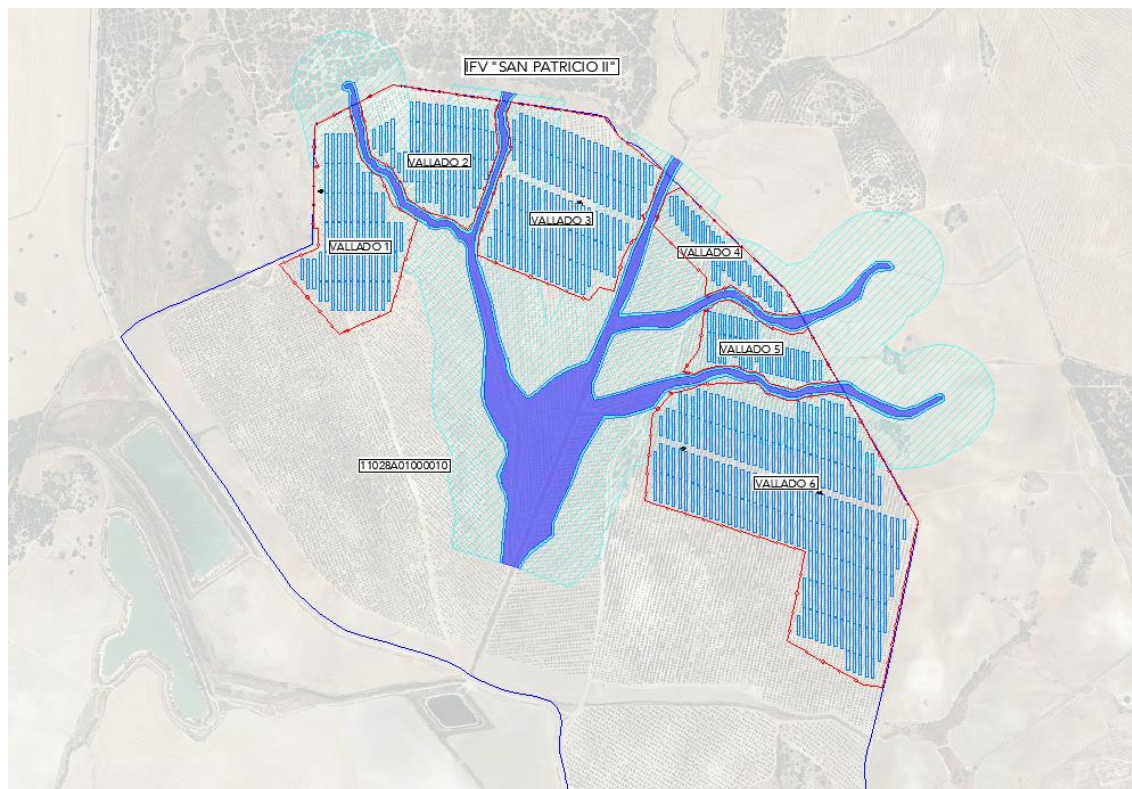 IFV "SAN PATRICIO II"
VALLADO 2
VALLADO 3
VALLADO 1
VALLADO 4
VALLADO 5
11028A01000010
VALLADO 6